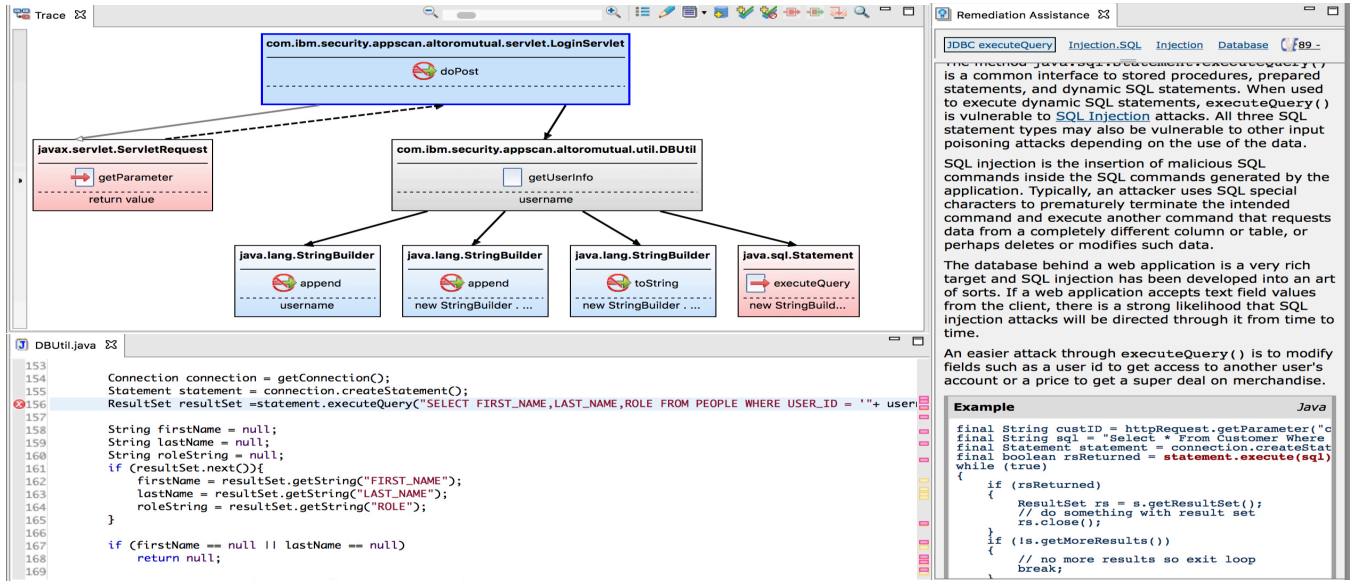 Trace
com.ibm.security.appscan.altoromutual.servlet.LoginServlet
doPost
javax.servlet.ServletRequest
getParameter
return value
com.ibm.security.appscan.altoromutual.util.DBUtil
getUserInfo
username
java.lang.StringBuilder
append
username
java.lang.StringBuilder
append
new StringBuilder . ...
java.lang.StringBuilder
toString
new StringBuilder . ...
java.sql.Statement
executeQuery
new StringBuild...
DBUtil.java
153
154 Connection connection = getConnection();
155 Statement statement = connection.createStatement();
156 ResultSet resultSet =statement.executeQuery("SELECT FIRST_NAME,LAST_NAME,ROLE FROM PEOPLE WHERE USER_ID = '"+ user
157
158 String firstName = null;
159 String lastName = null;
160 String roleString = null;
161 if (resultSet.next()){
162 firstName = resultSet.getString("FIRST_NAME");
163 lastName = resultSet.getString("LAST_NAME");
164 roleString = resultSet.getString("ROLE");
165 }
166
167 if (firstName == null || lastName == null)
168 return null;
169
Remediation Assistance
JDBC executeQuery Injection.SQL Injection Database 89 -
The method java.sql.Statement.executeQuery()
is a common interface to stored procedures, prepared
statements, and dynamic SQL statements. When used
to execute dynamic SQL statements, executeQuery()
is vulnerable to SQL Injection attacks. All three SQL
statement types may also be vulnerable to other input
poisoning attacks depending on the use of the data.
SQL injection is the insertion of malicious SQL
commands inside the SQL commands generated by the
application. Typically, an attacker uses SQL special
characters to prematurely terminate the intended
command and execute another command that requests
data from a completely different column or table, or
perhaps deletes or modifies such data.
The database behind a web application is a very rich
target and SQL injection has been developed into an art
of sorts. If a web application accepts text field values
from the client, there is a strong likelihood that SQL
injection attacks will be directed through it from time to
time.
An easier attack through executeQuery() is to modify
fields such as a user id to get access to another user's
account or a price to get a super deal on merchandise.
Example Java
final String custID = httpRequest.getParameter("c
final String sql = "Select * From Customer Where
final Statement statement = connection.createStat
final boolean rsReturned = statement.execute(sql)
while (true)
{
if (rsReturned)
{
ResultSet rs = s.getResultSet();
// do something with result set
rs.close();
}
if (!s.getMoreResults())
{
// no more results so exit loop
break;
}